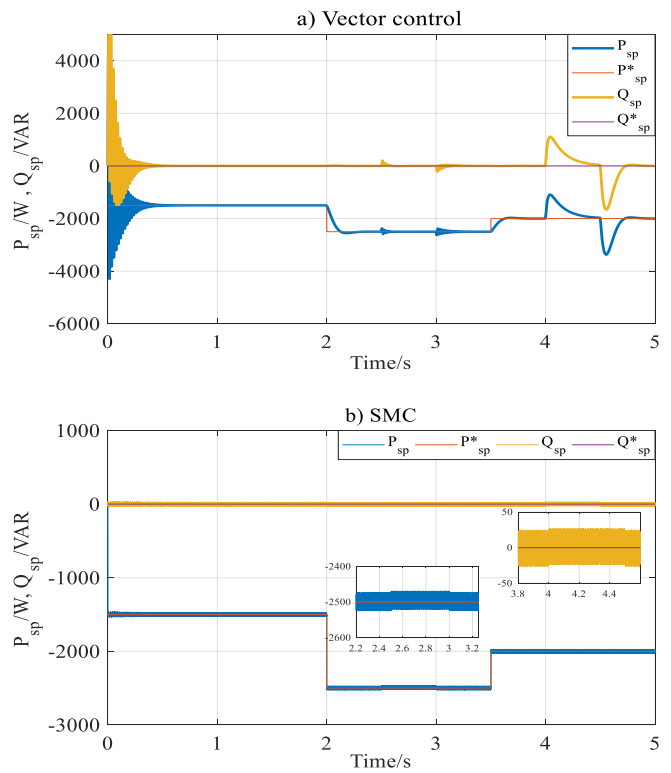 a) Vector control
P_sp
P*_sp
Q_sp
Q*_sp
4000
2000
0
-2000
-4000
-6000
P_sp/W , Q_sp/VAR
0 1 2 3 4 5
Time/s
b) SMC
P_sp P*_sp Q_sp Q*_sp
1000
0
-1000
-2000
-3000
P_sp/W, Q_sp/VAR
50
0
-50
3.8 4 4.2 4.4
-2400
-2500
-2600
2.2 2.4 2.6 2.8 3 3.2
0 1 2 3 4 5
Time/s